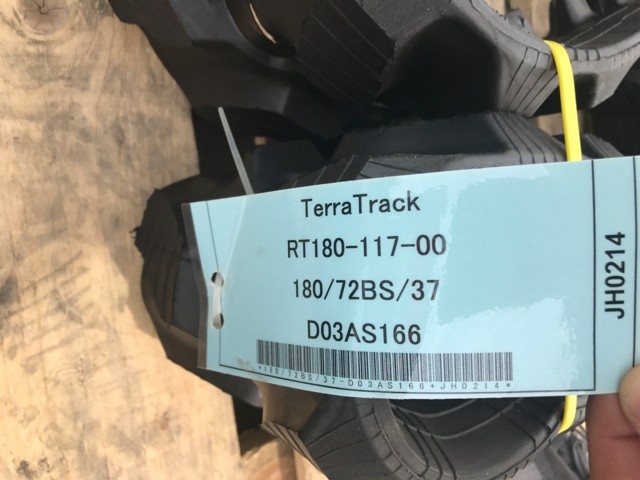 TerraTrack
RT180-117-00
180/72BS/37
D03AS166
*180/72BS/37-D03AS166*JH0214*
JH0214